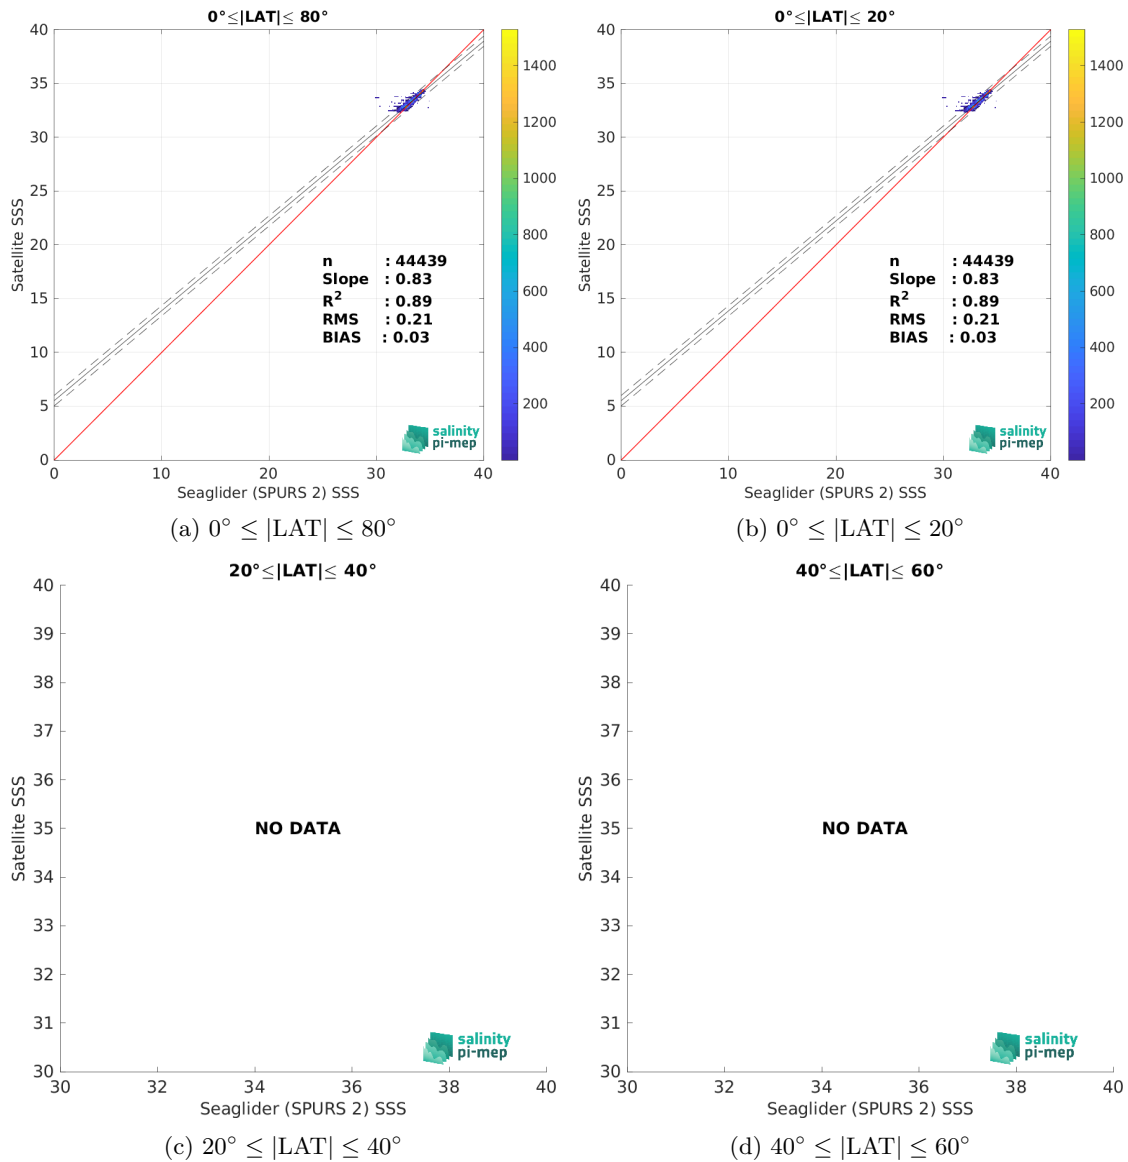 0°≤|LAT|≤ 80°
40
35
30
25
20
15
10
5
0
Satellite SSS
0
10
20
30
40
Seaglider (SPURS 2) SSS
1400
1200
1000
800
600
400
200
n : 44439
Slope : 0.83
R² : 0.89
RMS : 0.21
BIAS : 0.03
salinity
pi-mep
(a) 0° ≤ |LAT| ≤ 80°
0°≤|LAT|≤ 20°
40
35
30
25
20
15
10
5
0
Satellite SSS
0
10
20
30
40
Seaglider (SPURS 2) SSS
1400
1200
1000
800
600
400
200
n : 44439
Slope : 0.83
R² : 0.89
RMS : 0.21
BIAS : 0.03
salinity
pi-mep
(b) 0° ≤ |LAT| ≤ 20°
20°≤|LAT|≤ 40°
40
39
38
37
36
35
34
33
32
31
30
Satellite SSS
NO DATA
salinity
pi-mep
30
32
34
36
38
40
Seaglider (SPURS 2) SSS
(c) 20° ≤ |LAT| ≤ 40°
40°≤|LAT|≤ 60°
40
39
38
37
36
35
34
33
32
31
30
Satellite SSS
NO DATA
salinity
pi-mep
30
32
34
36
38
40
Seaglider (SPURS 2) SSS
(d) 40° ≤ |LAT| ≤ 60°